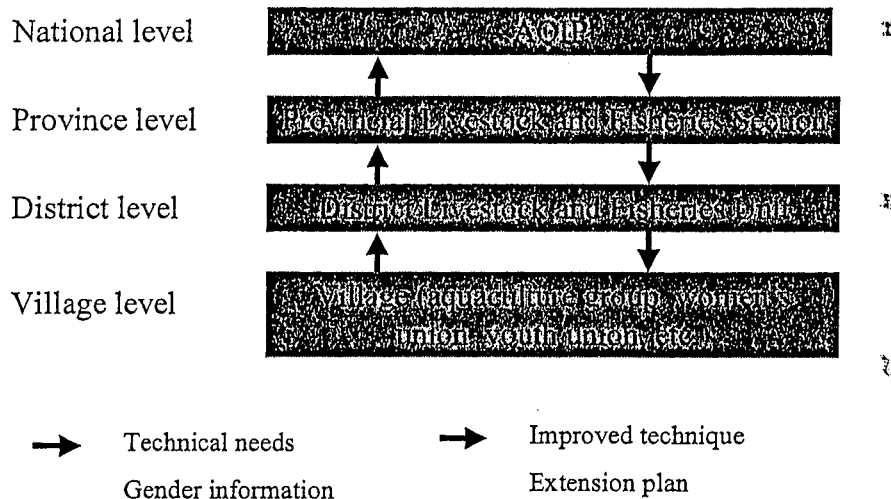 National level
Province level
Provincial Livestock and Fisheries Section
District level
District Livestock and Fisheries Unit
Village level
Village (aquaculture group, women's
union, youth union, etc
Technical needs
Improved technique
Gender information
Extension plan